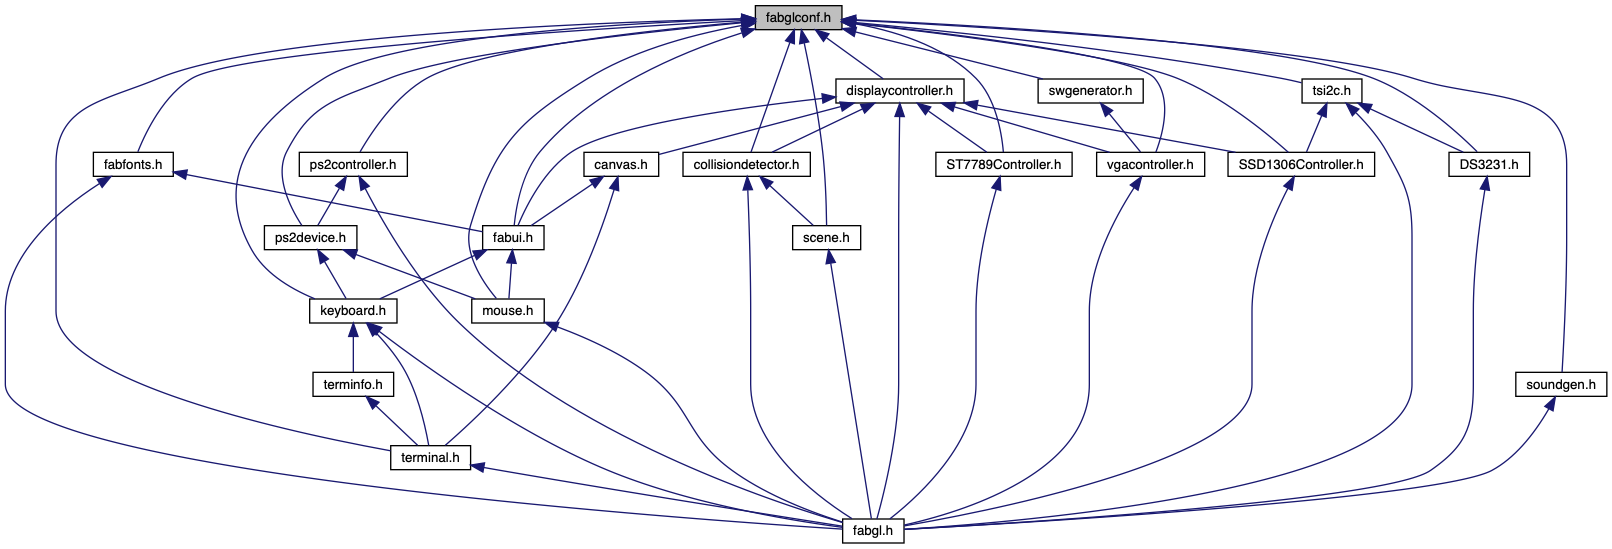 fabglconf.h
displaycontroller.h
swgenerator.h
tsi2c.h
fabfonts.h
ps2controller.h
canvas.h
collisiondetector.h
ST7789Controller.h
vgacontroller.h
SSD1306Controller.h
DS3231.h
ps2device.h
fabui.h
scene.h
keyboard.h
mouse.h
terminfo.h
soundgen.h
terminal.h
fabgl.h